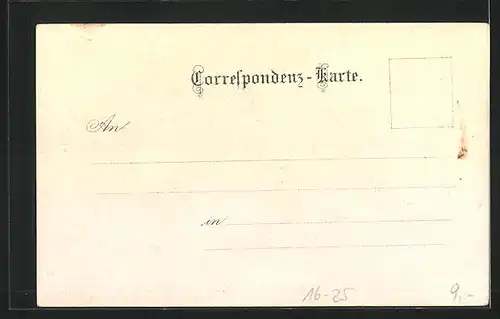 Correſpondenz-Karte.
An
in
16-25
9.-